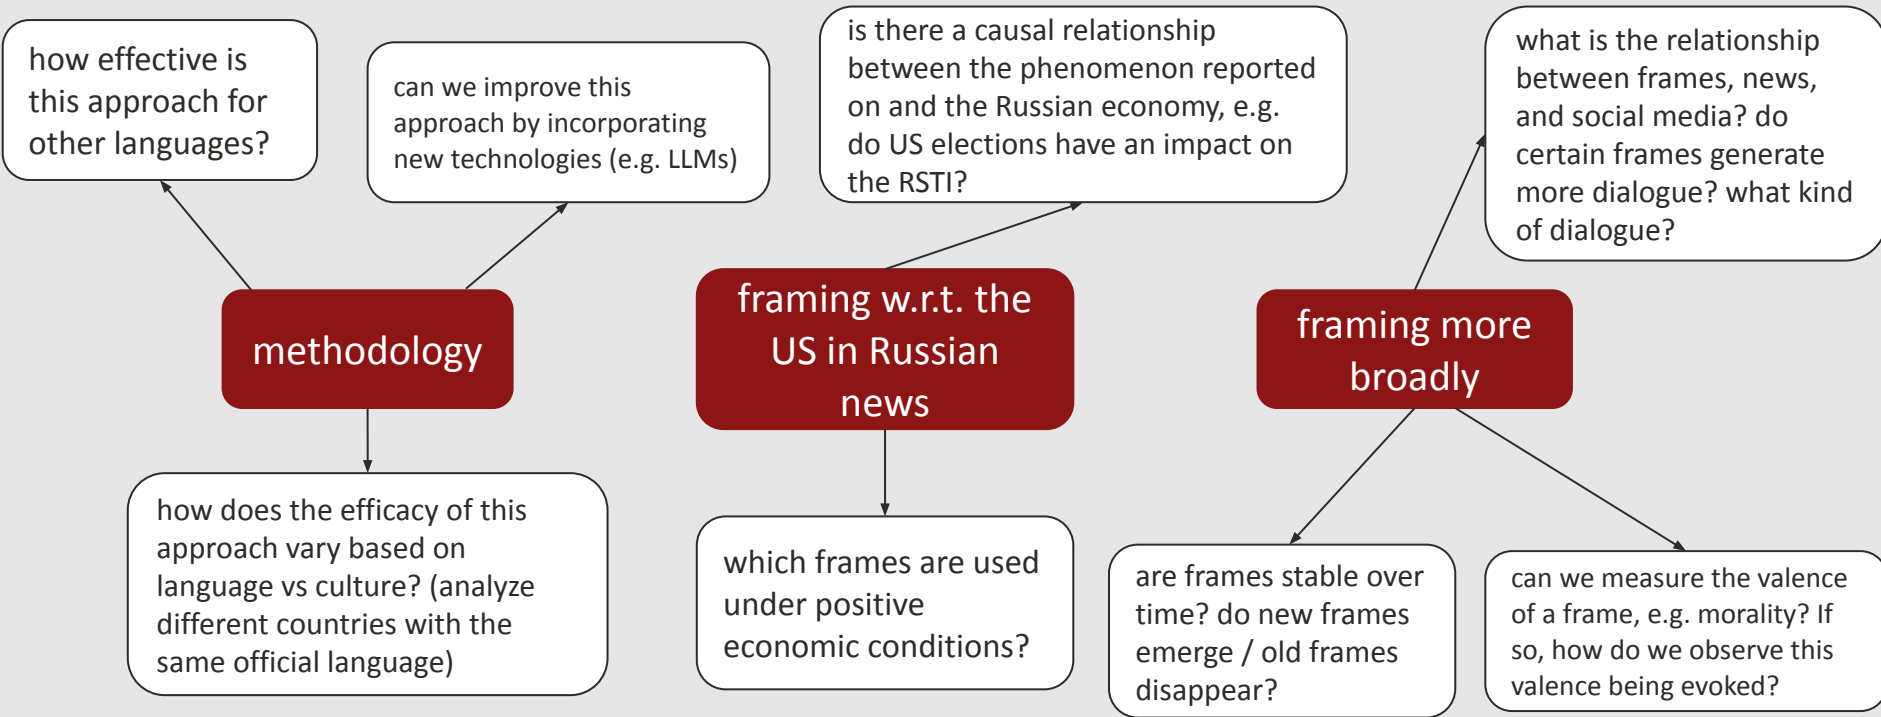 how effective is
this approach for
other languages?
can we improve this
approach by incorporating
new technologies (e.g. LLMs)
is there a causal relationship
between the phenomenon reported
on and the Russian economy, e.g.
do US elections have an impact on
the RSTI?
what is the relationship
between frames, news,
and social media? do
certain frames generate
more dialogue? what kind
of dialogue?
methodology
framing w.r.t. the
US in Russian
news
framing more
broadly
how does the efficacy of this
approach vary based on
language vs culture? (analyze
different countries with the
same official language)
which frames are used
under positive
economic conditions?
are frames stable over
time? do new frames
emerge / old frames
disappear?
can we measure the valence
of a frame, e.g. morality? If
so, how do we observe this
valence being evoked?